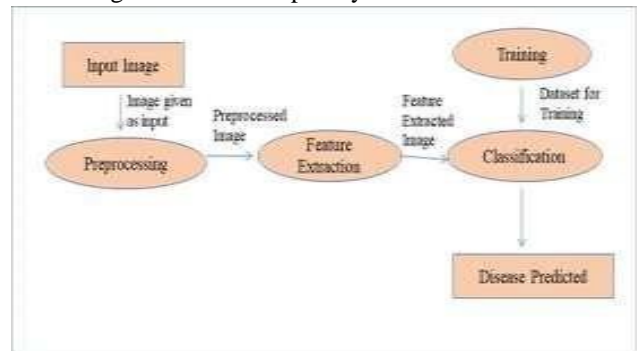 Input Image
Training
Image given
as input
Preprocessed
Image
Feature
Extracted
Image
Dataset for
Training
Preprocessing
Feature
Extraction
Classification
Disease Predicted